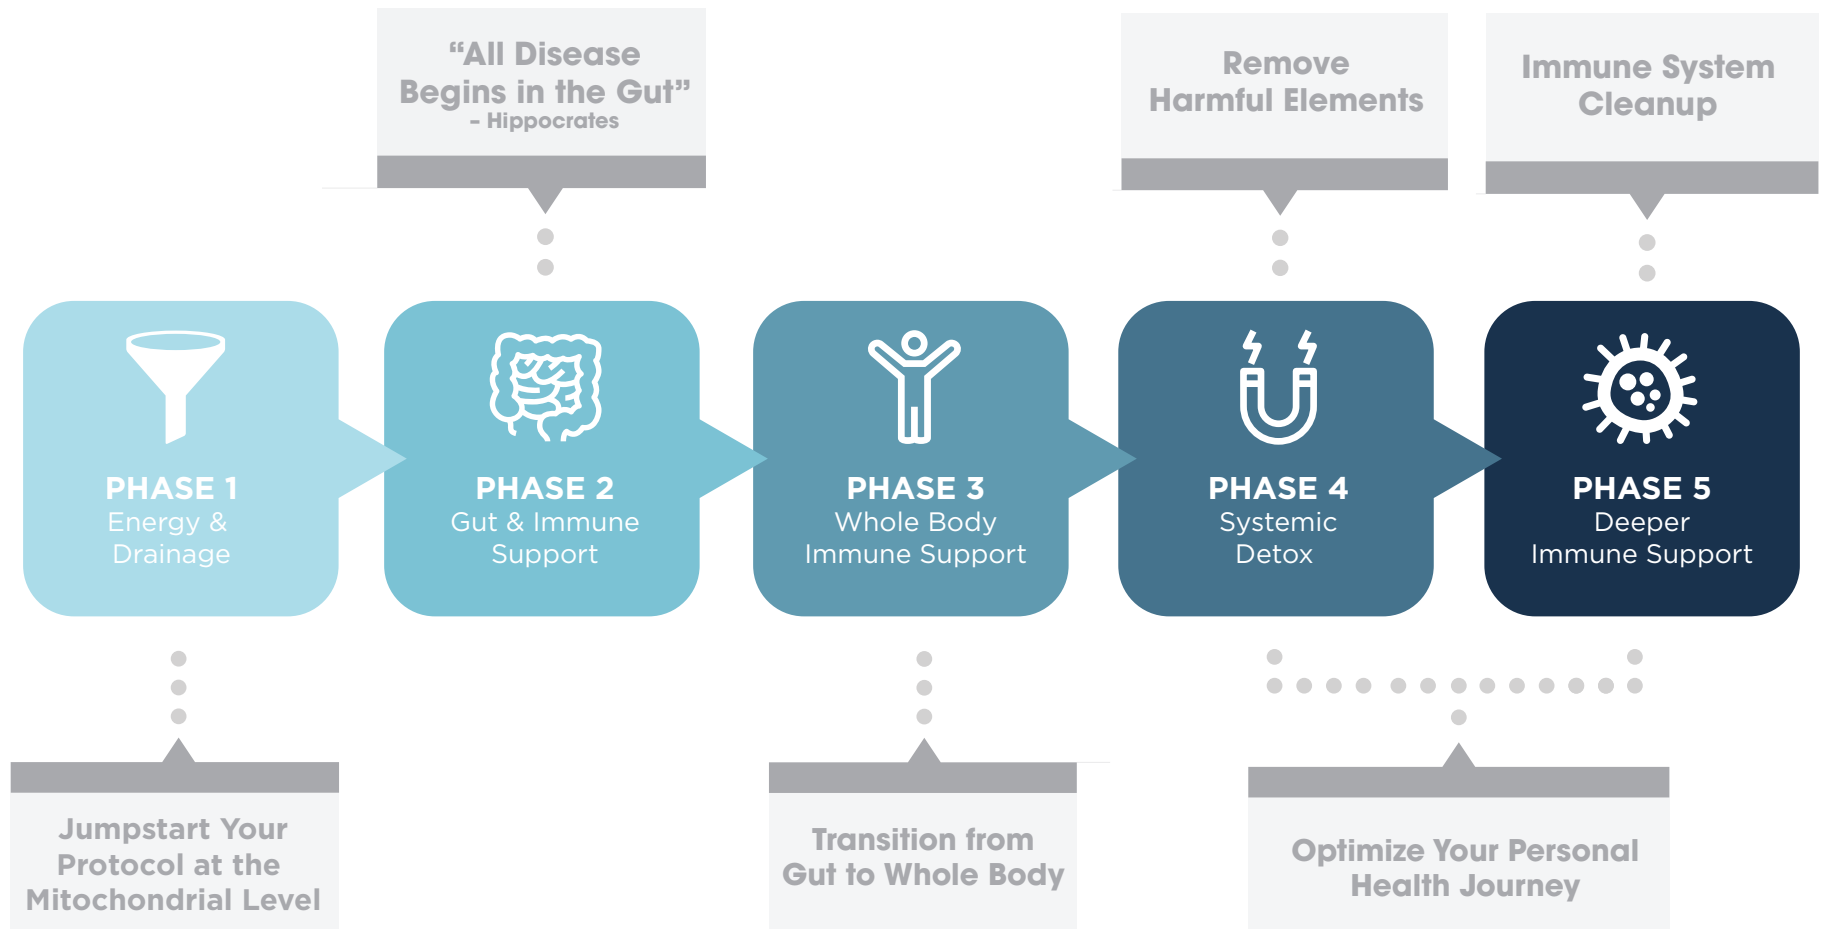 “All Disease
Begins in the Gut”
– Hippocrates
Remove
Harmful Elements
Immune System
Cleanup
PHASE 1
Energy &
Drainage
PHASE 2
Gut & Immune
Support
PHASE 3
Whole Body
Immune Support
PHASE 4
Systemic
Detox
PHASE 5
Deeper
Immune Support
Jumpstart Your
Protocol at the
Mitochondrial Level
Transition from
Gut to Whole Body
Optimize Your Personal
Health Journey